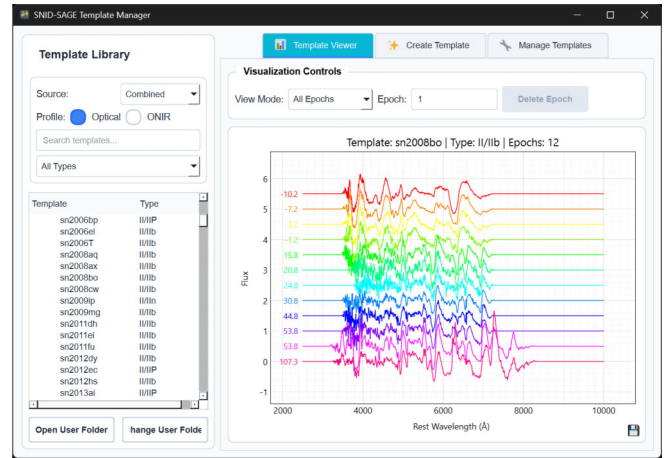 SNID-SAGE Template Manager
Template Library
Source: Combined
Profile: Optical ONIR
Search templates...
All Types
Template Type
sn2006bp II/IIP
sn2006el II/IIb
sn2006T II/IIb
sn2008aq II/IIb
sn2008ax II/IIb
sn2008bo II/IIb
sn2008cw II/IIb
sn2009ip II/IIP
sn2009mg II/IIb
sn2011dh II/IIb
sn2011ei II/IIb
sn2011fu II/IIb
sn2012dy II/IIb
sn2012ec II/IIP
sn2012hs II/IIb
sn2013ai II/IIP
Open User Folder
hange User Folde
Template Viewer
Create Template
Manage Templates
Visualization Controls
View Mode: All Epochs Epoch: 1 Delete Epoch
Template: sn2008bo | Type: II/IIb | Epochs: 12
Flux
6
5
4
3
2
1
0
-1
-10.2
-7.2
-3.2
-1.2
15.8
20.8
24.8
30.8
44.8
53.8
53.8
107.3
2000 4000 6000 8000 10000
Rest Wavelength (Å)